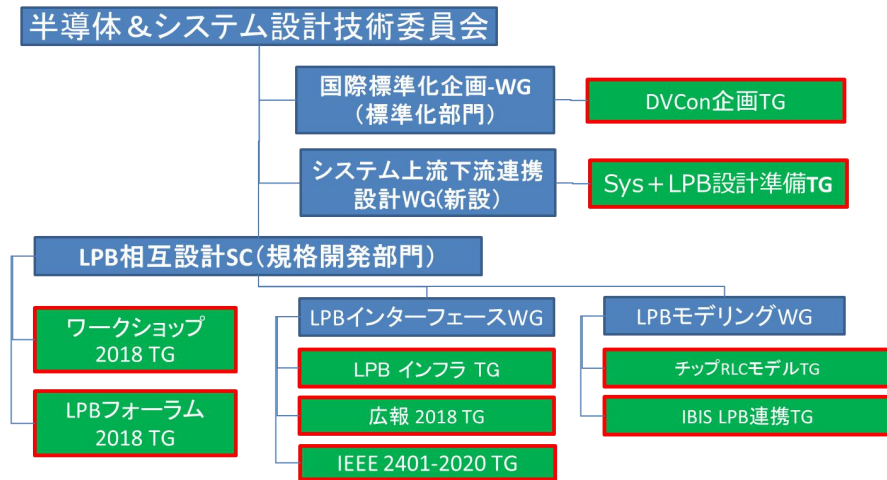 半導体＆システム設計技術委員会
国際標準化企画-WG
（標準化部門）
DVCon企画TG
システム上流下流連携
設計WG(新設）
Sys＋LPB設計準備TG
LPB相互設計SC（規格開発部門）
ワークショップ
2018 TG
LPBフォーラム
2018 TG
LPBインターフェースWG
LPB インフラ TG
広報 2018 TG
IEEE 2401-2020 TG
LPBモデリングWG
チップRLCモデルTG
IBIS LPB連携TG